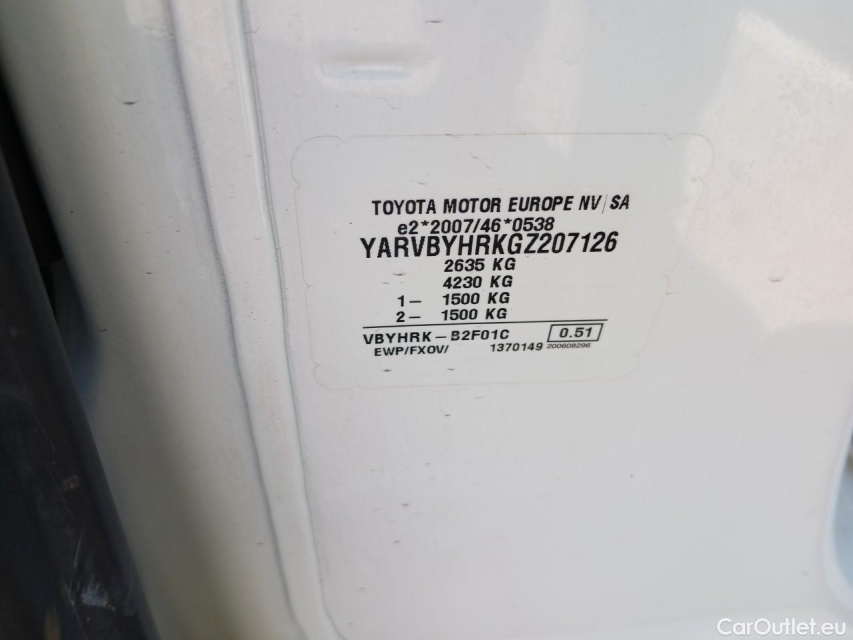 TOYOTA MOTOR EUROPE NV/SA
e2*2007/46*0538
YARVBYHRKGZ207126
2635 KG
4230 KG
1- 1500 KG
2- 1500 KG
VBYHRK-B2F01C 0.51
EWP/FXOV/ 1370149 200608296
CarOutlet.eu